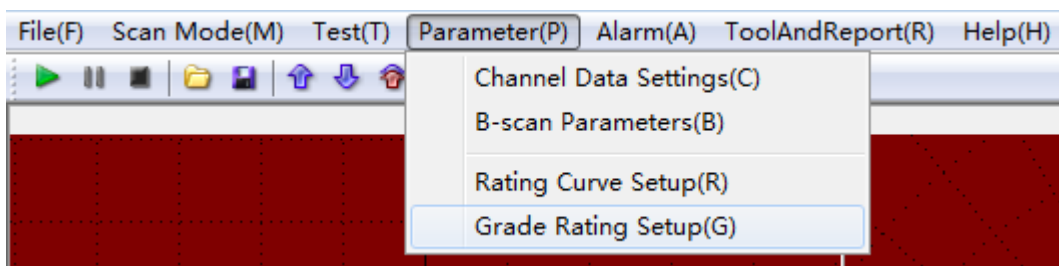 File(F) Scan Mode(M) Test(T) Parameter(P) Alarm(A) ToolAndReport(R) Help(H)
Channel Data Settings(C)
B-scan Parameters(B)
Rating Curve Setup(R)
Grade Rating Setup(G)